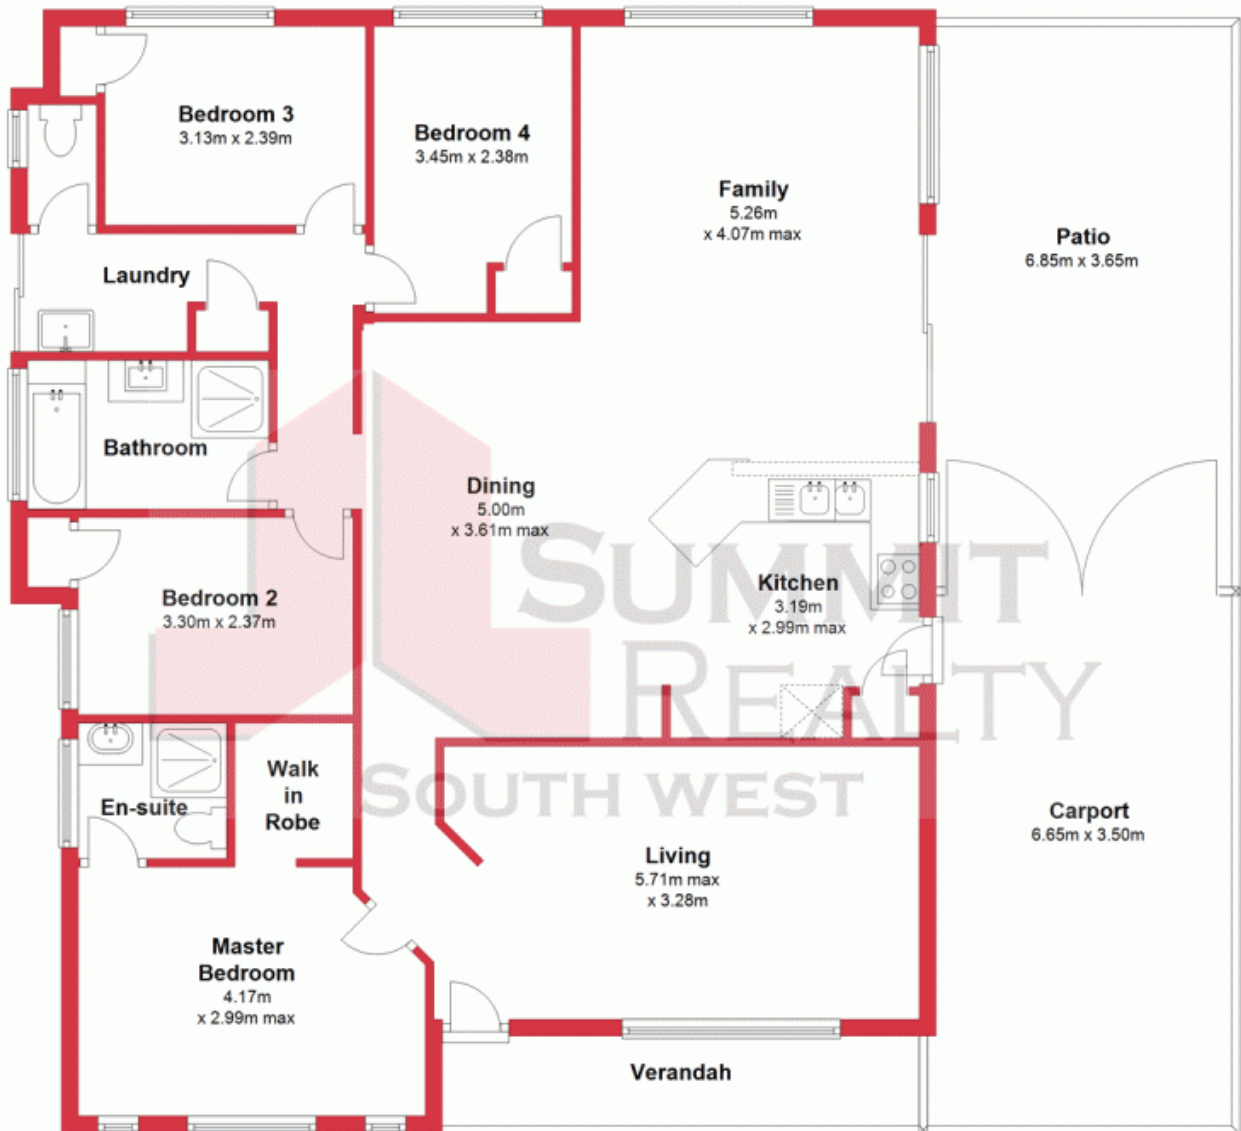 Bedroom 3
3.13m x 2.39m
Bedroom 4
3.45m x 2.38m
Family
5.26m
x 4.07m max
Patio
6.85m x 3.65m
Laundry
Bathroom
Dining
5.00m
x 3.61m max
Kitchen
3.19m
x 2.99m max
Bedroom 2
3.30m x 2.37m
SUMMIT
REALTY
SOUTH WEST
Walk
in
Robe
En-suite
Carport
6.65m x 3.50m
Living
5.71m max
x 3.28m
Master
Bedroom
4.17m
x 2.99m max
Verandah